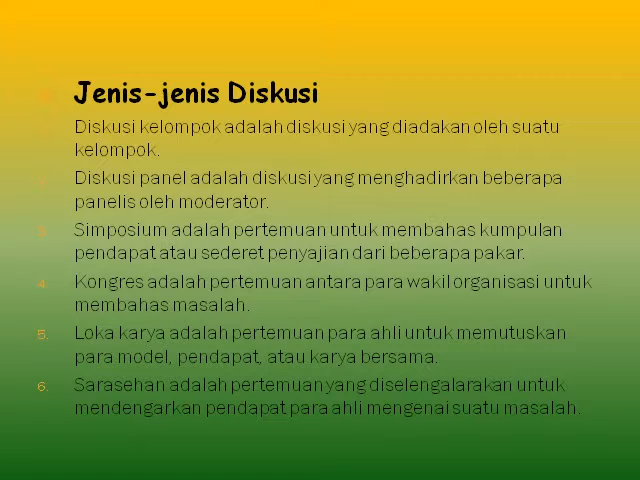 Jenis-jenis Diskusi
Diskusi kelompok adalah diskusi yang diadakan oleh suatu
kelompok.
Diskusi panel adalah diskusi yang menghadirkan beberapa
panelis oleh moderator.
3. Simposium adalah pertemuan untuk membahas kumpulan
pendapat atau sederet penyajian dari beberapa pakar.
4. Kongres adalah pertemuan antara para wakil organisasi untuk
membahas masalah.
5. Loka karya adalah pertemuan para ahli untuk memutuskan
para model, pendapat, atau karya bersama.
6. Sarasehan adalah pertemuan yang diselengalarakan untuk
mendengarkan pendapat para ahli mengenai suatu masalah.